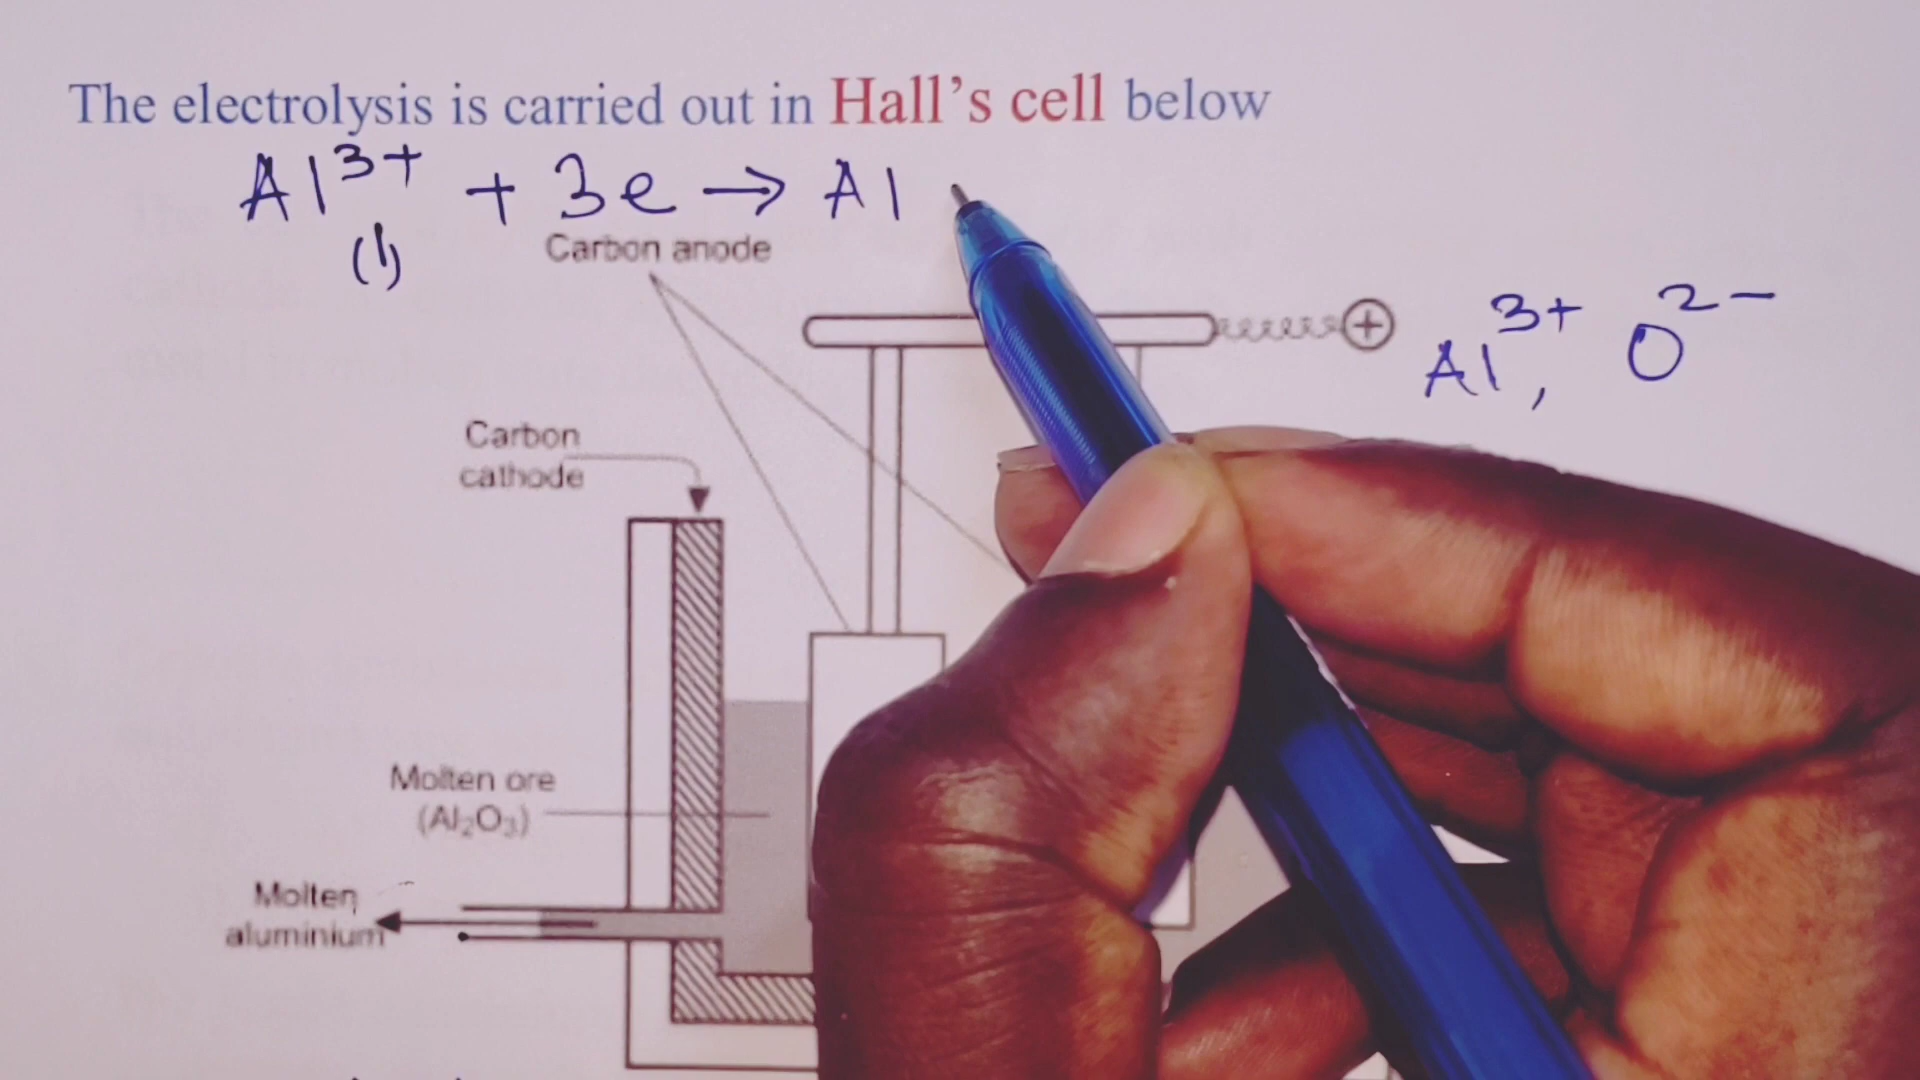 The electrolysis is carried out in Hall's cell below
Al³⁺ + 3e → Al
(l)
Carbon anode
+
Al³⁺, O²⁻
Carbon
cathode
Molten ore
(Al₂O₃)
Molten
aluminium